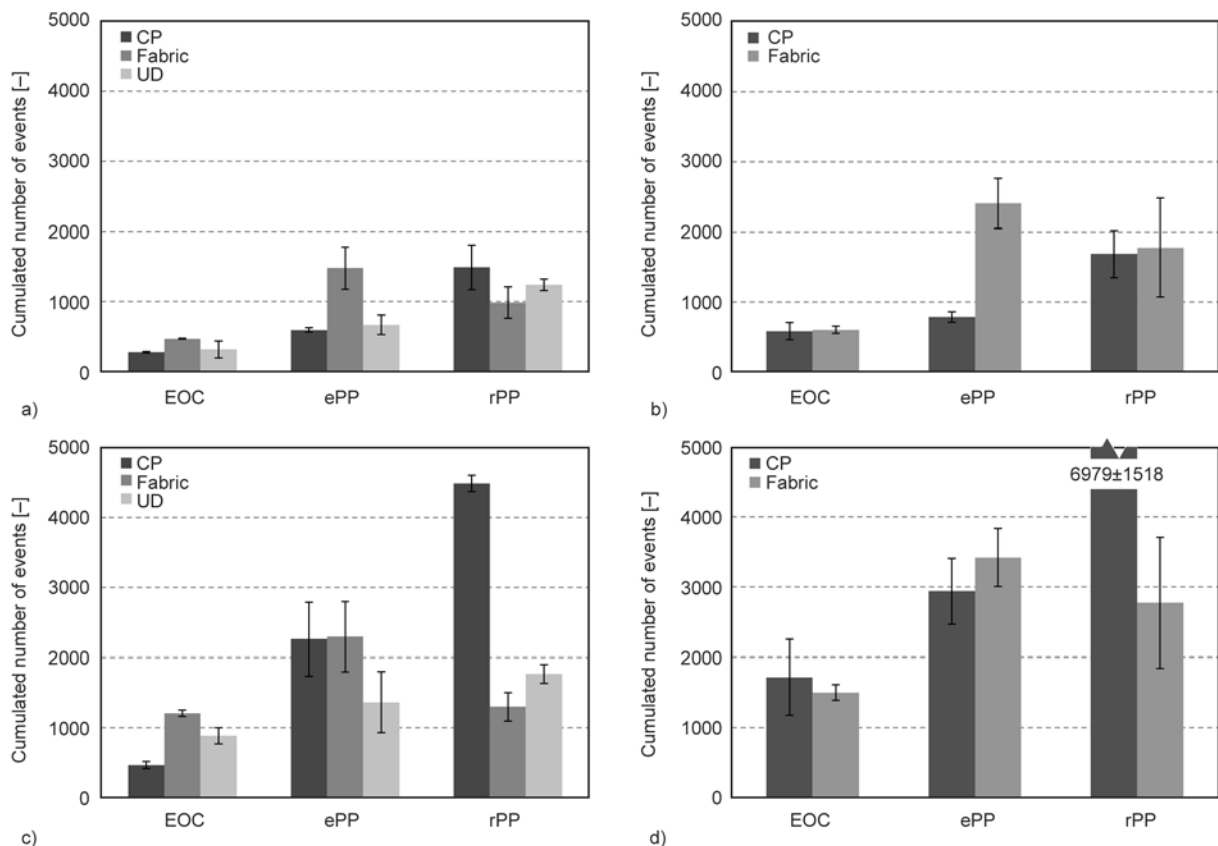 Cumulated number of events [–]
5000
4000
3000
2000
1000
0
CP
Fabric
UD
EOC
ePP
rPP
a)
Cumulated number of events [–]
5000
4000
3000
2000
1000
0
CP
Fabric
EOC
ePP
rPP
b)
Cumulated number of events [–]
5000
4000
3000
2000
1000
0
CP
Fabric
UD
EOC
ePP
rPP
c)
Cumulated number of events [–]
5000
4000
3000
2000
1000
0
CP
Fabric
6979±1518
EOC
ePP
rPP
d)